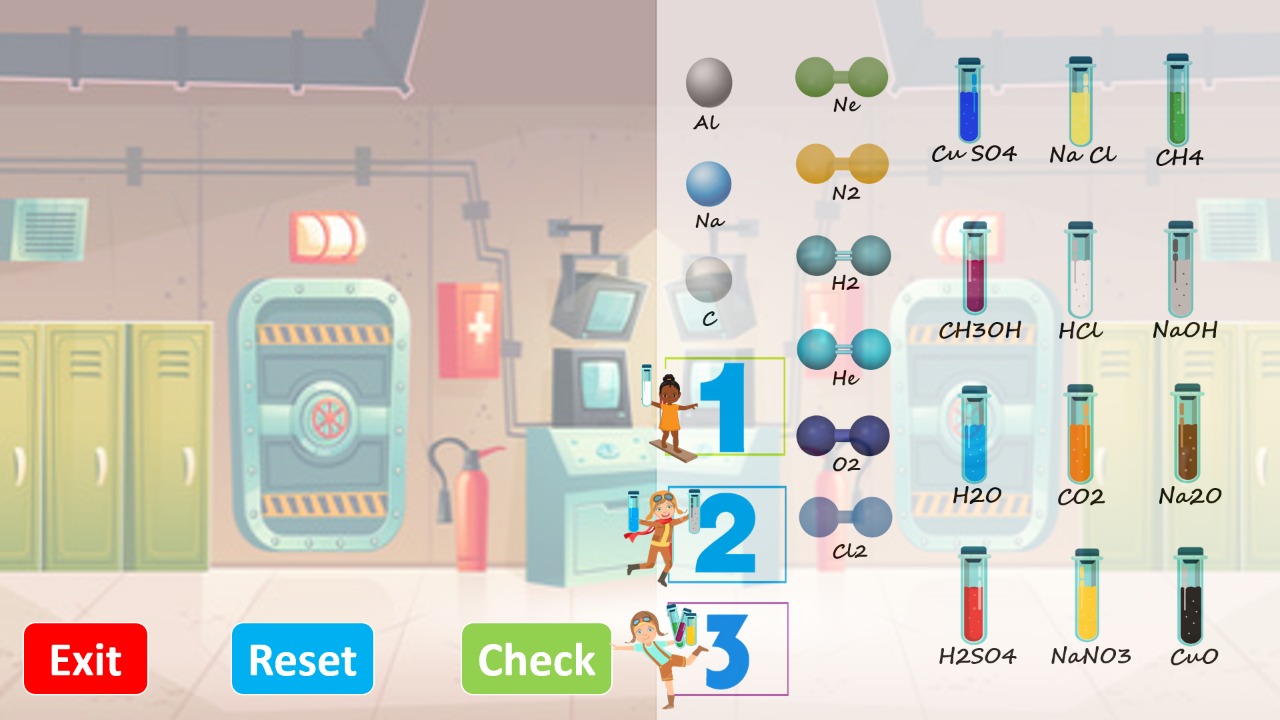 Al
Na
C
Ne
N2
H2
He
O2
Cl2
Cu SO4 Na Cl CH4
CH3OH HCl NaOH
H2O CO2 Na2O
H2SO4 NaNO3 CuO
1
2
3
Exit Reset Check